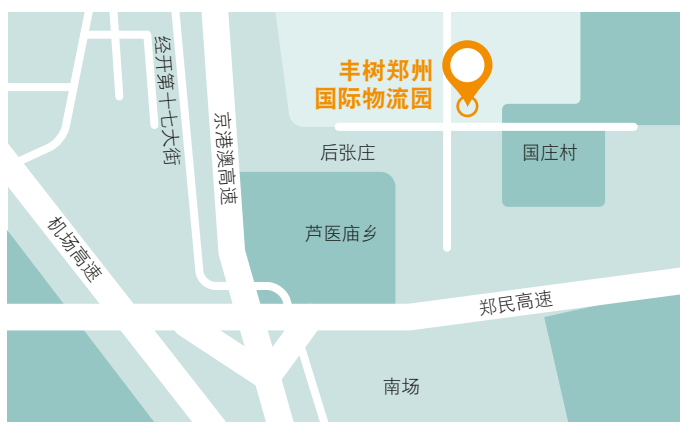 丰树郑州
国际物流园
经开第十七大街
京港澳高速
后张庄
国庄村
机场高速
芦医庙乡
郑民高速
南场